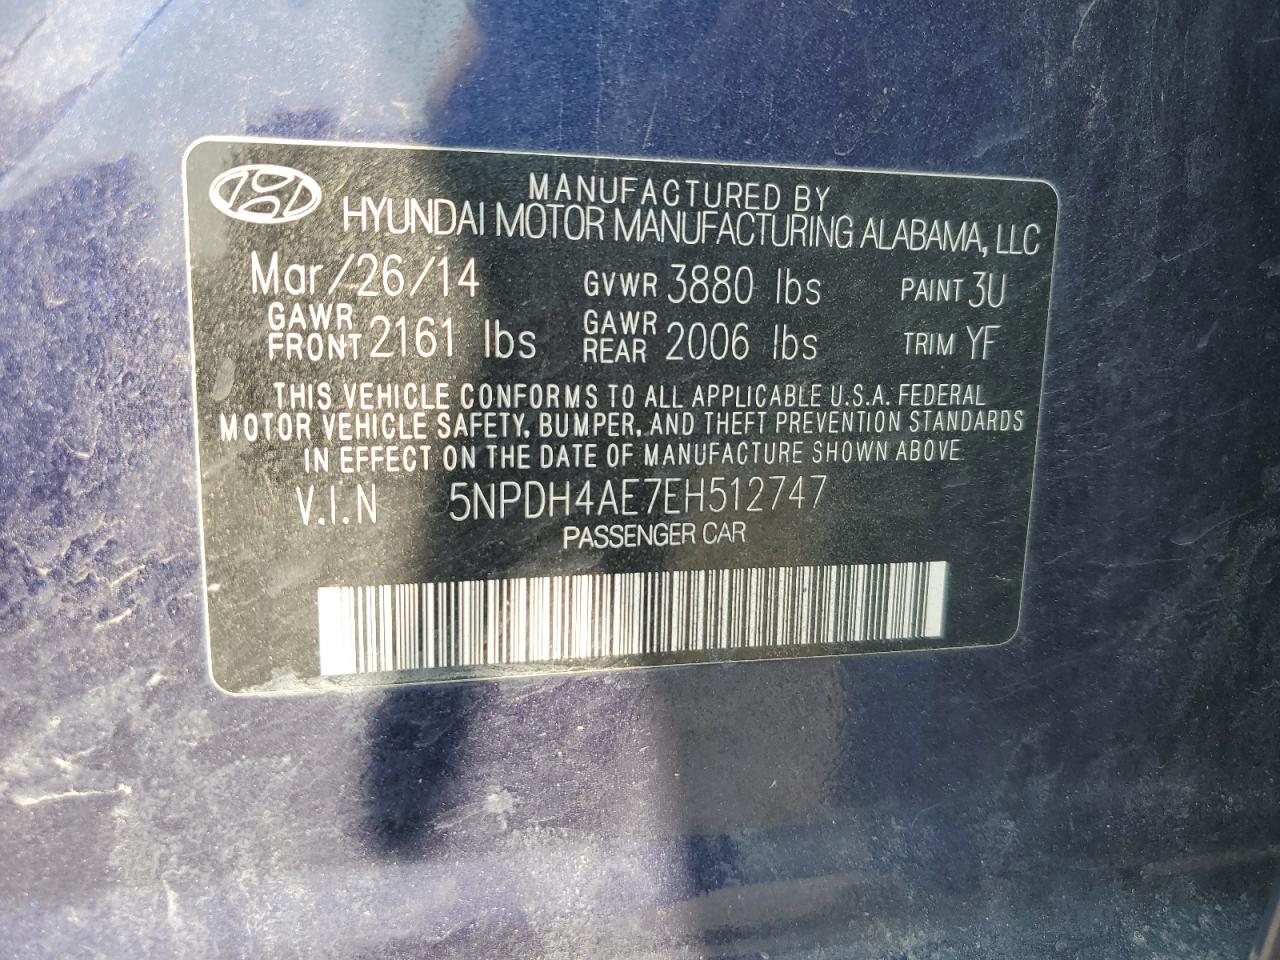 MANUFACTURED BY
HYUNDAI MOTOR MANUFACTURING ALABAMA, LLC
Mar/26/14 GVWR 3880 lbs PAINT 3U
GAWR FRONT 2161 lbs GAWR REAR 2006 lbs TRIM YF
THIS VEHICLE CONFORMS TO ALL APPLICABLE U.S.A. FEDERAL
MOTOR VEHICLE SAFETY, BUMPER, AND THEFT PREVENTION STANDARDS
IN EFFECT ON THE DATE OF MANUFACTURE SHOWN ABOVE
V.I.N 5NPDH4AE7EH512747
PASSENGER CAR